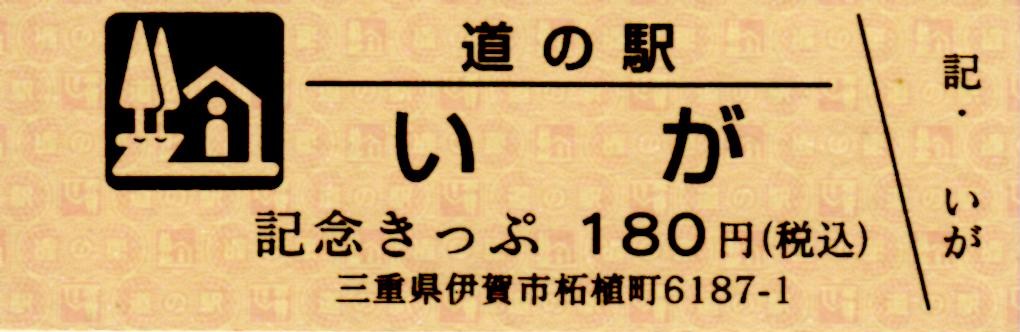 道の駅
いが
記念きっぷ 180円(税込)
三重県伊賀市柘植町6187-1
記・いが